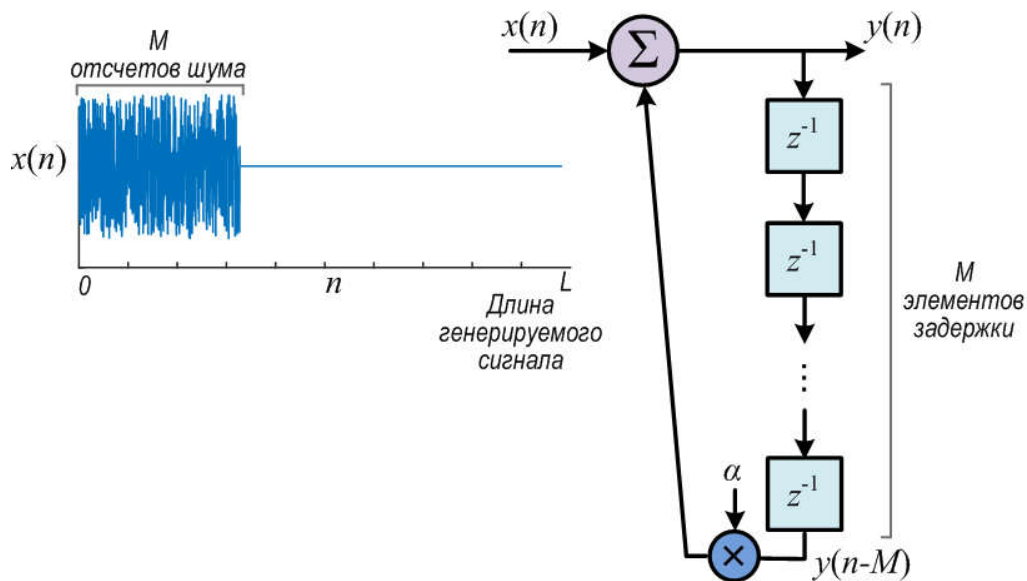 M
отсчетов шума
x(n)
0
n
L
Длина
генерируемого
сигнала
x(n)
Σ
y(n)
z⁻¹
z⁻¹
⋮
z⁻¹
α
×
y(n-M)
M
элементов
задержки